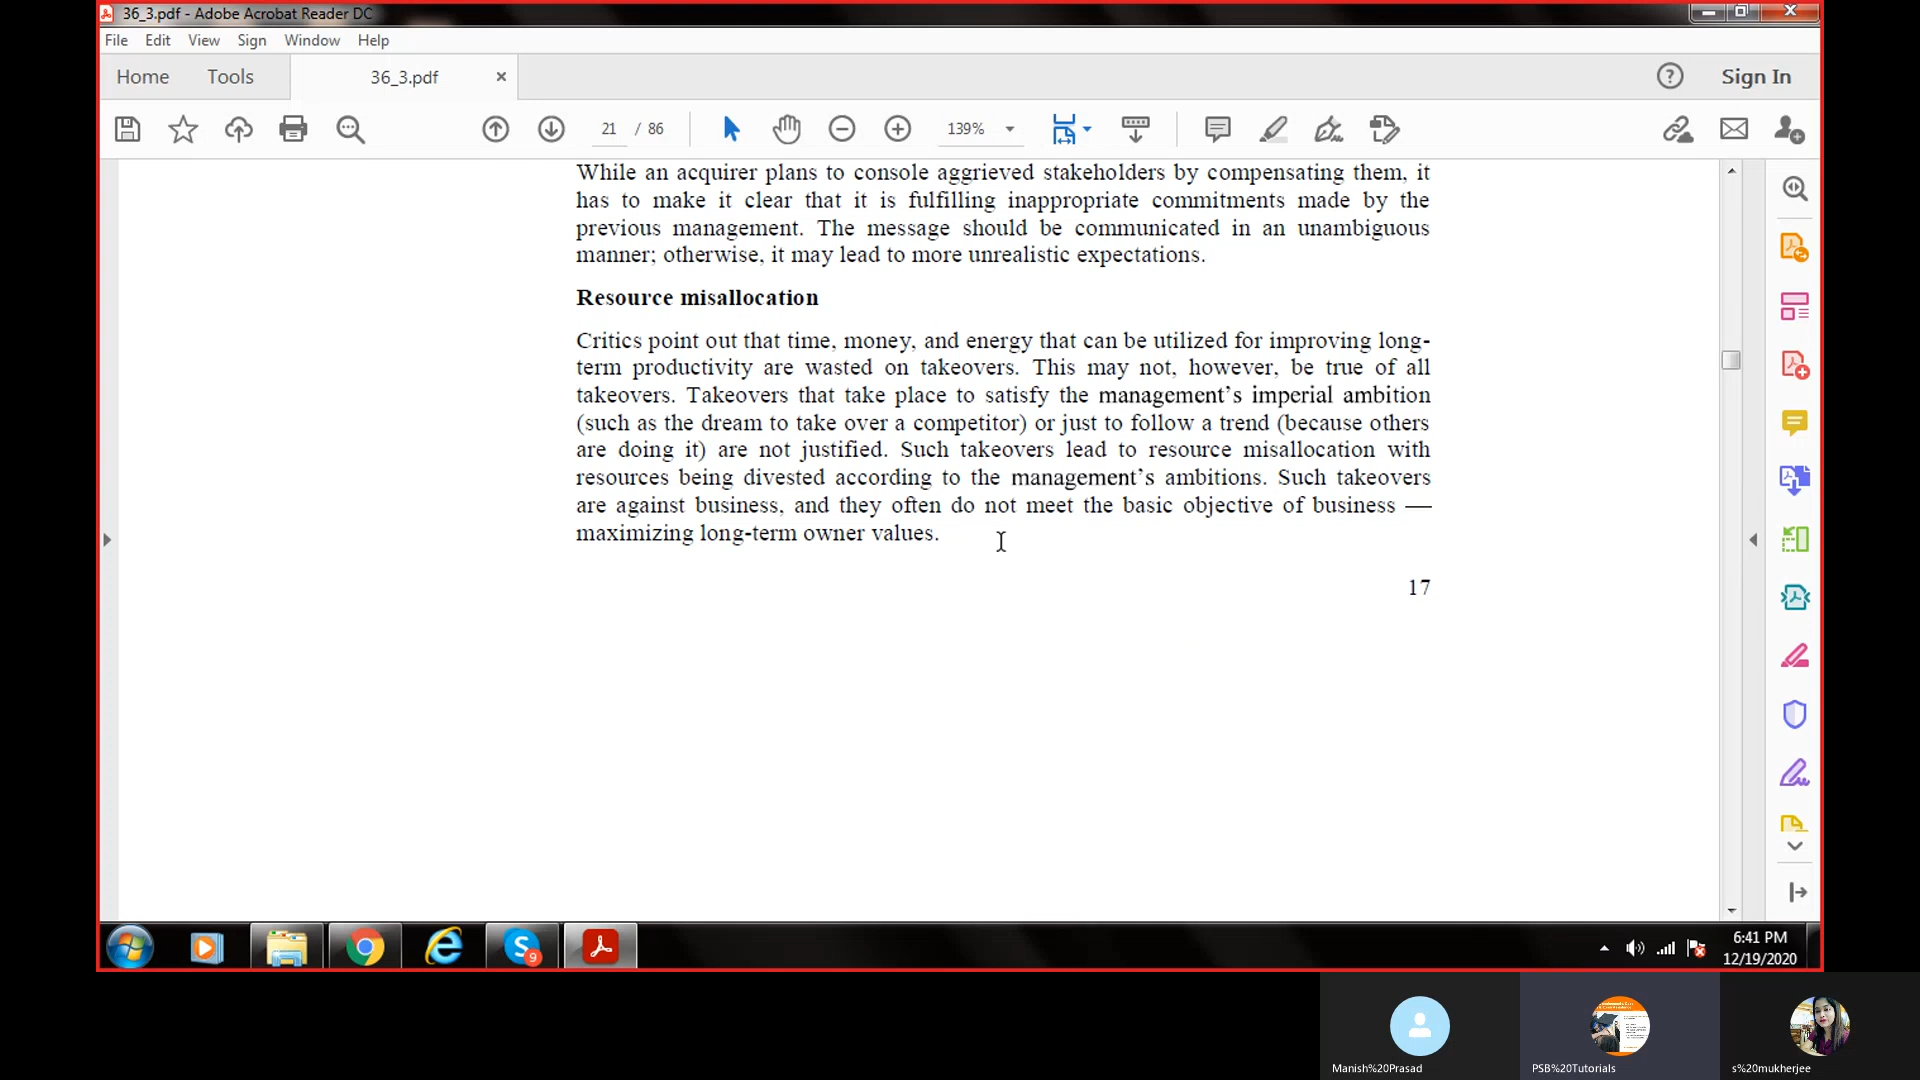 36_3.pdf - Adobe Acrobat Reader DC
File Edit View Sign Window Help
Home Tools 36_3.pdf × ? Sign In
21 / 86 139%
While an acquirer plans to console aggrieved stakeholders by compensating them, it
has to make it clear that it is fulfilling inappropriate commitments made by the
previous management. The message should be communicated in an unambiguous
manner; otherwise, it may lead to more unrealistic expectations.
Resource misallocation
Critics point out that time, money, and energy that can be utilized for improving long-
term productivity are wasted on takeovers. This may not, however, be true of all
takeovers. Takeovers that take place to satisfy the management's imperial ambition
(such as the dream to take over a competitor) or just to follow a trend (because others
are doing it) are not justified. Such takeovers lead to resource misallocation with
resources being divested according to the management's ambitions. Such takeovers
are against business, and they often do not meet the basic objective of business —
maximizing long-term owner values.
17
9
6:41 PM
12/19/2020
Manish%20Prasad PSB%20Tutorials s%20mukherjee